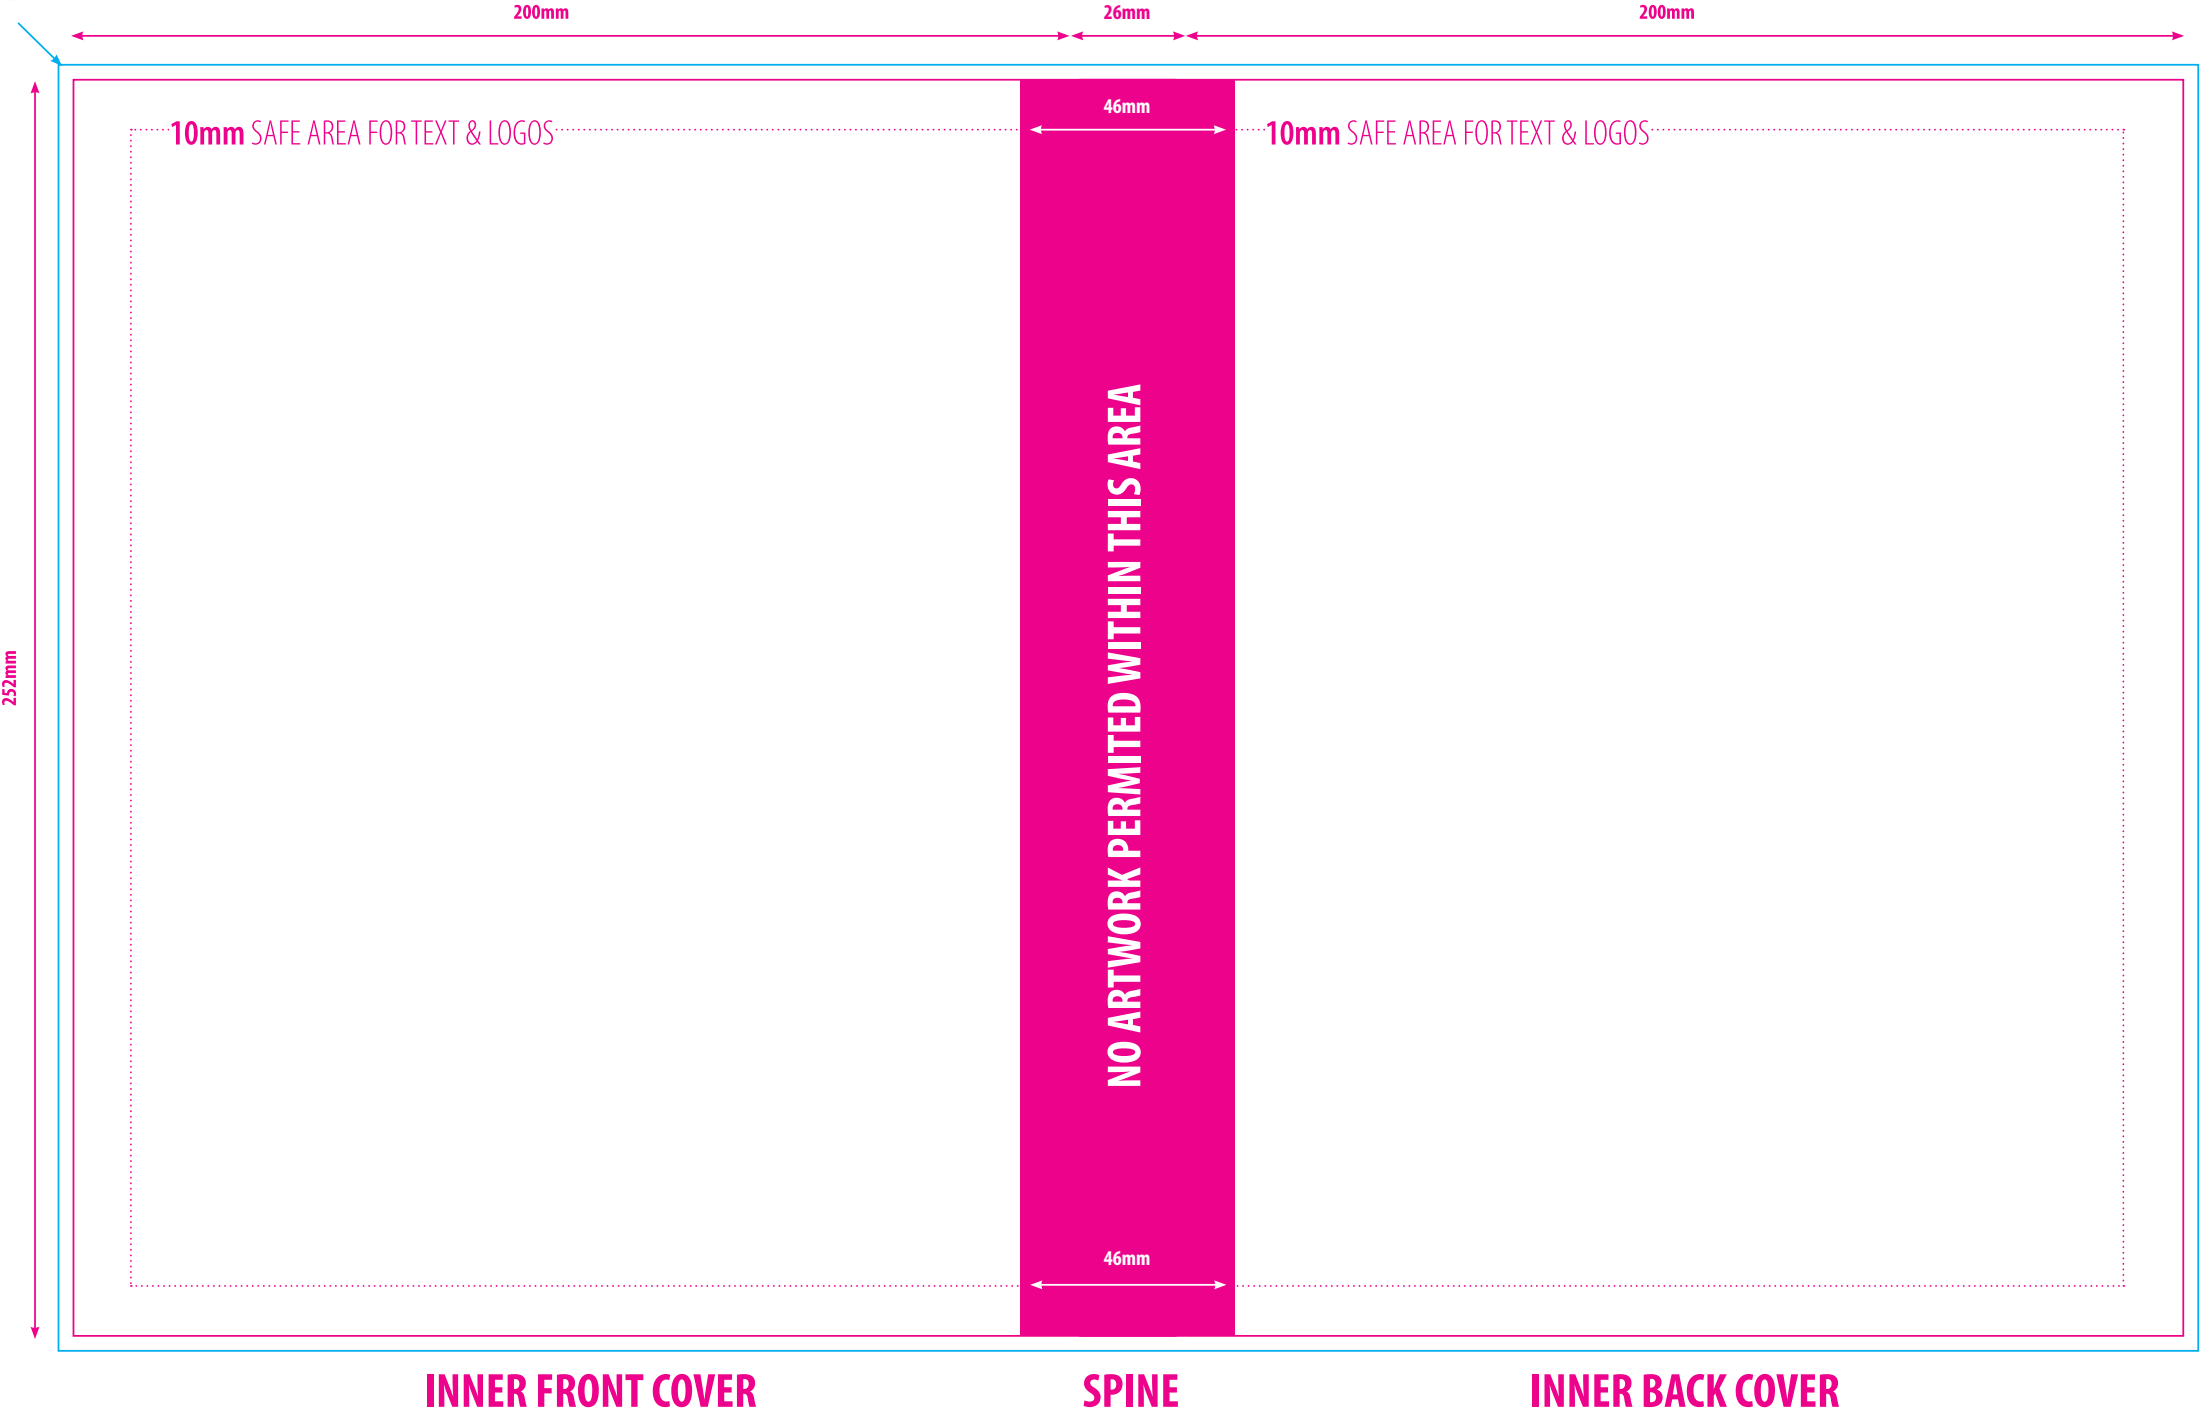 200mm
26mm
200mm
46mm
10mm SAFE AREA FOR TEXT & LOGOS
10mm SAFE AREA FOR TEXT & LOGOS
252mm
NO ARTWORK PERMITED WITHIN THIS AREA
46mm
INNER FRONT COVER
SPINE
INNER BACK COVER